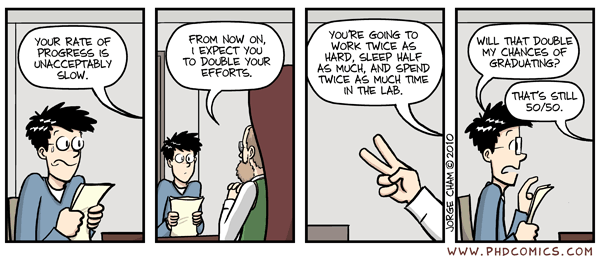 YOUR RATE OF
PROGRESS IS
UNACCEPTABLY
SLOW.
FROM NOW ON,
I EXPECT YOU
TO DOUBLE YOUR
EFFORTS.
YOU'RE GOING TO
WORK TWICE AS
HARD, SLEEP HALF
AS MUCH, AND SPEND
TWICE AS MUCH TIME
IN THE LAB.
JORGE CHAM © 2010
WILL THAT DOUBLE
MY CHANCES OF
GRADUATING?
THAT'S STILL
50/50.
WWW.PHDCOMICS.COM